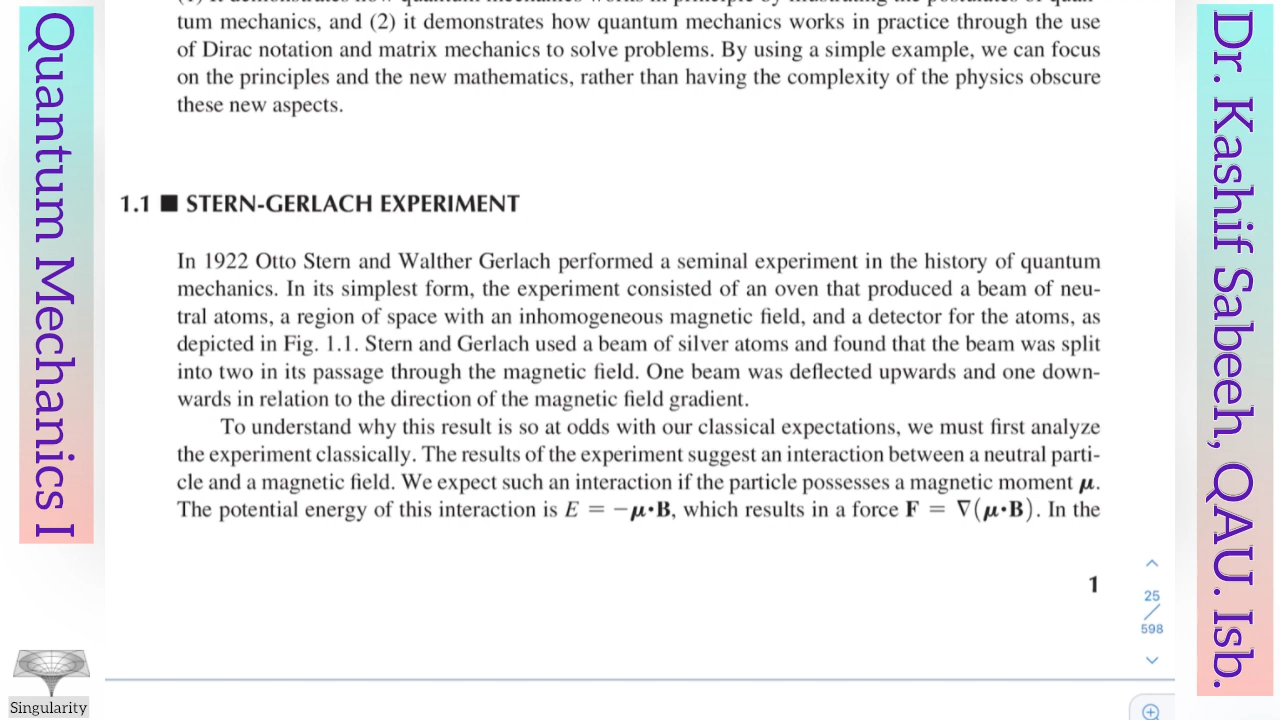 Quantum Mechanics I
tum mechanics, and (2) it demonstrates how quantum mechanics works in practice through the use
of Dirac notation and matrix mechanics to solve problems. By using a simple example, we can focus
on the principles and the new mathematics, rather than having the complexity of the physics obscure
these new aspects.
1.1 ■ STERN-GERLACH EXPERIMENT
In 1922 Otto Stern and Walther Gerlach performed a seminal experiment in the history of quantum
mechanics. In its simplest form, the experiment consisted of an oven that produced a beam of neu-
tral atoms, a region of space with an inhomogeneous magnetic field, and a detector for the atoms, as
depicted in Fig. 1.1. Stern and Gerlach used a beam of silver atoms and found that the beam was split
into two in its passage through the magnetic field. One beam was deflected upwards and one down-
wards in relation to the direction of the magnetic field gradient.
To understand why this result is so at odds with our classical expectations, we must first analyze
the experiment classically. The results of the experiment suggest an interaction between a neutral parti-
cle and a magnetic field. We expect such an interaction if the particle possesses a magnetic moment μ.
The potential energy of this interaction is E = −μ•B, which results in a force F = ∇(μ•B). In the
1
25
598
Dr. Kashif Sabeeh, QAU. Isb.
Singularity